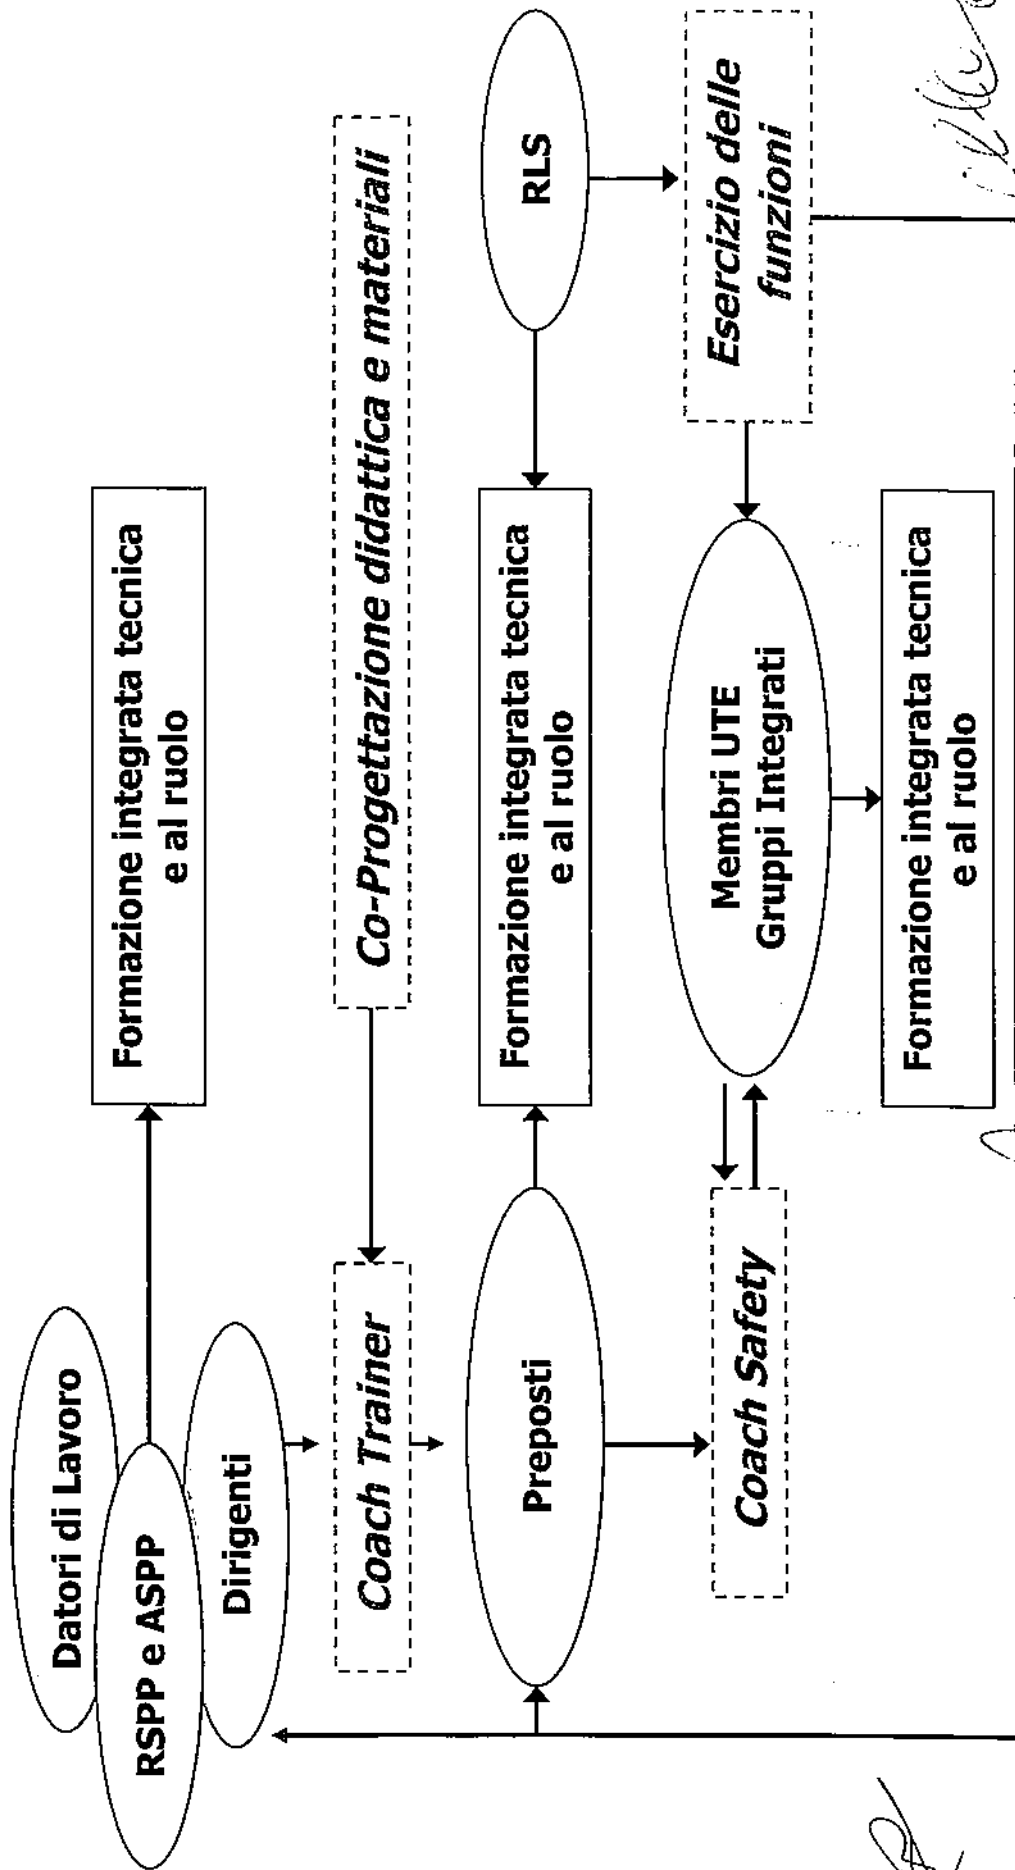 Datori di Lavoro
RSPP e ASPP
Dirigenti
Formazione integrata tecnica
e al ruolo
Coach Trainer
Co-Progettazione didattica e materiali
Preposti
Formazione integrata tecnica
e al ruolo
RLS
Coach Safety
Membri UTE
Gruppi Integrati
Esercizio delle
funzioni
Formazione integrata tecnica
e al ruolo